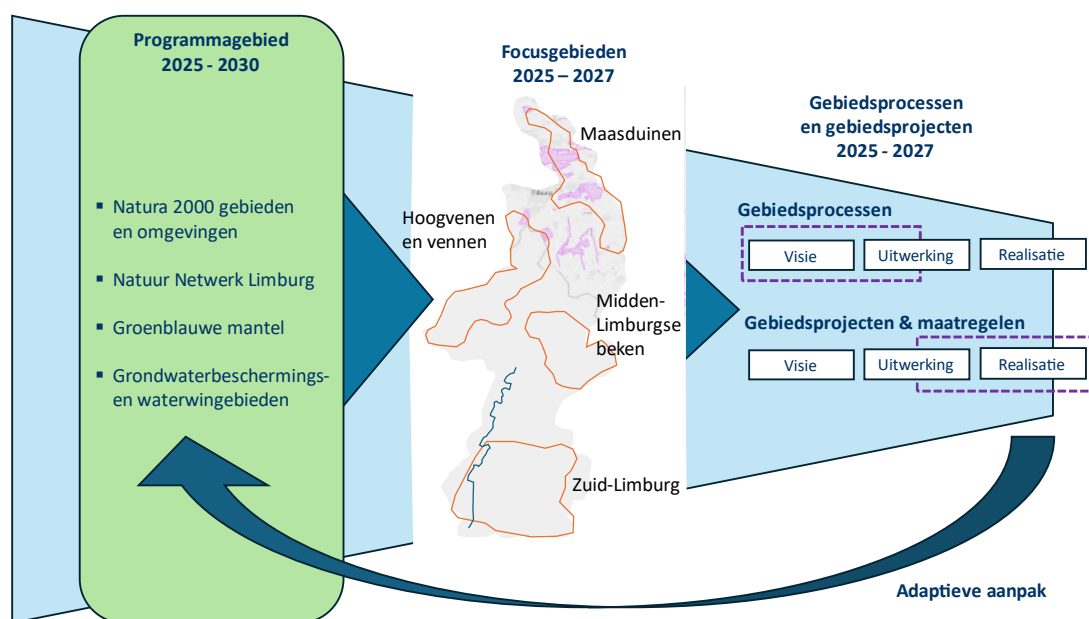 Programmagebied
2025 - 2030
▪ Natura 2000 gebieden
en omgevingen
▪ Natuur Netwerk Limburg
▪ Groenblauwe mantel
▪ Grondwaterbeschermings-
en waterwingebieden
Focusgebieden
2025 – 2027
Maasduinen
Hoogvenen
en vennen
Midden-
Limburgse
beken
Zuid-Limburg
Gebiedsprocessen
en gebiedsprojecten
2025 - 2027
Gebiedsprocessen
Visie
Uitwerking
Realisatie
Gebiedsprojecten & maatregelen
Visie
Uitwerking
Realisatie
Adaptieve aanpak